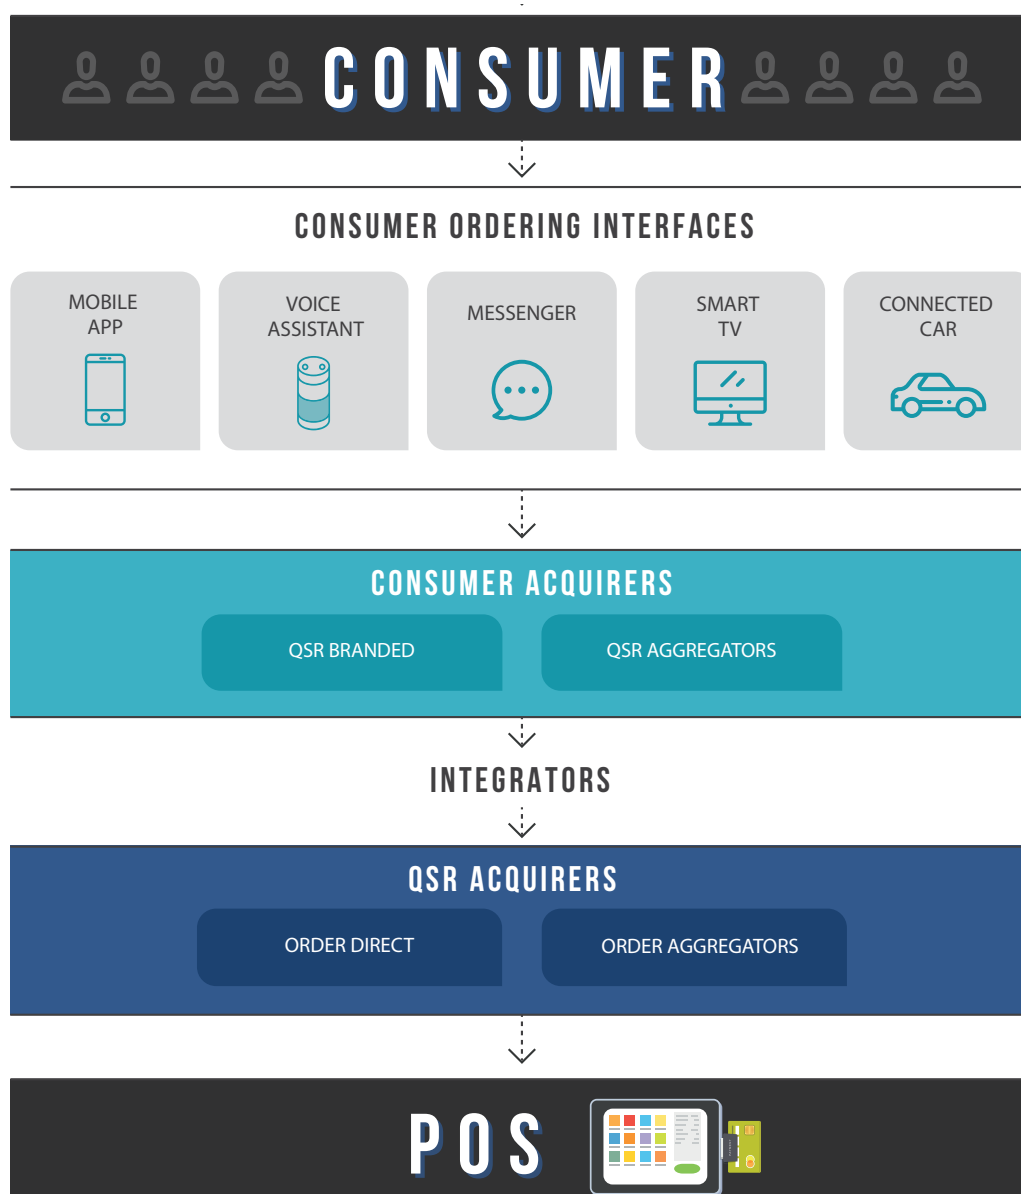 CONSUMER
CONSUMER ORDERING INTERFACES
MOBILE
APP
VOICE
ASSISTANT
MESSENGER
SMART
TV
CONNECTED
CAR
CONSUMER ACQUIRERS
QSR BRANDED
QSR AGGREGATORS
INTEGRATORS
QSR ACQUIRERS
ORDER DIRECT
ORDER AGGREGATORS
POS